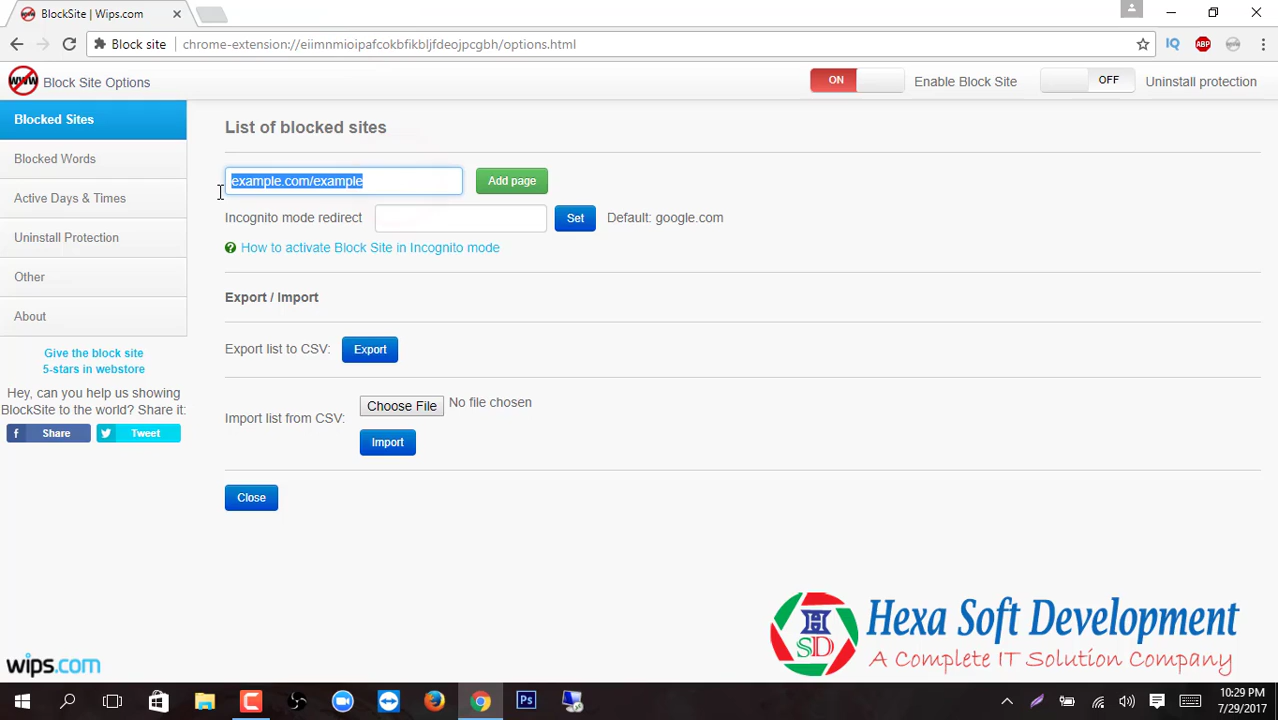 BlockSite | Wips.com
Block site
chrome-extension://eiimnmioipafcokbfikbljfdeojpcgbh/options.html
IQ
ABP
WWW
Block Site Options
ON
Enable Block Site
OFF
Uninstall protection
Blocked Sites
Blocked Words
Active Days & Times
Uninstall Protection
Other
About
Give the block site
5-stars in webstore
Hey, can you help us showing
BlockSite to the world? Share it:
Share
Tweet
List of blocked sites
example.com/example
Add page
Incognito mode redirect
Set
Default: google.com
How to activate Block Site in Incognito mode
Export / Import
Export list to CSV:
Export
Import list from CSV:
Choose File
No file chosen
Import
Close
HSD
Hexa Soft Development
A Complete IT Solution Company
wips.com
Ps
10:29 PM
7/29/2017